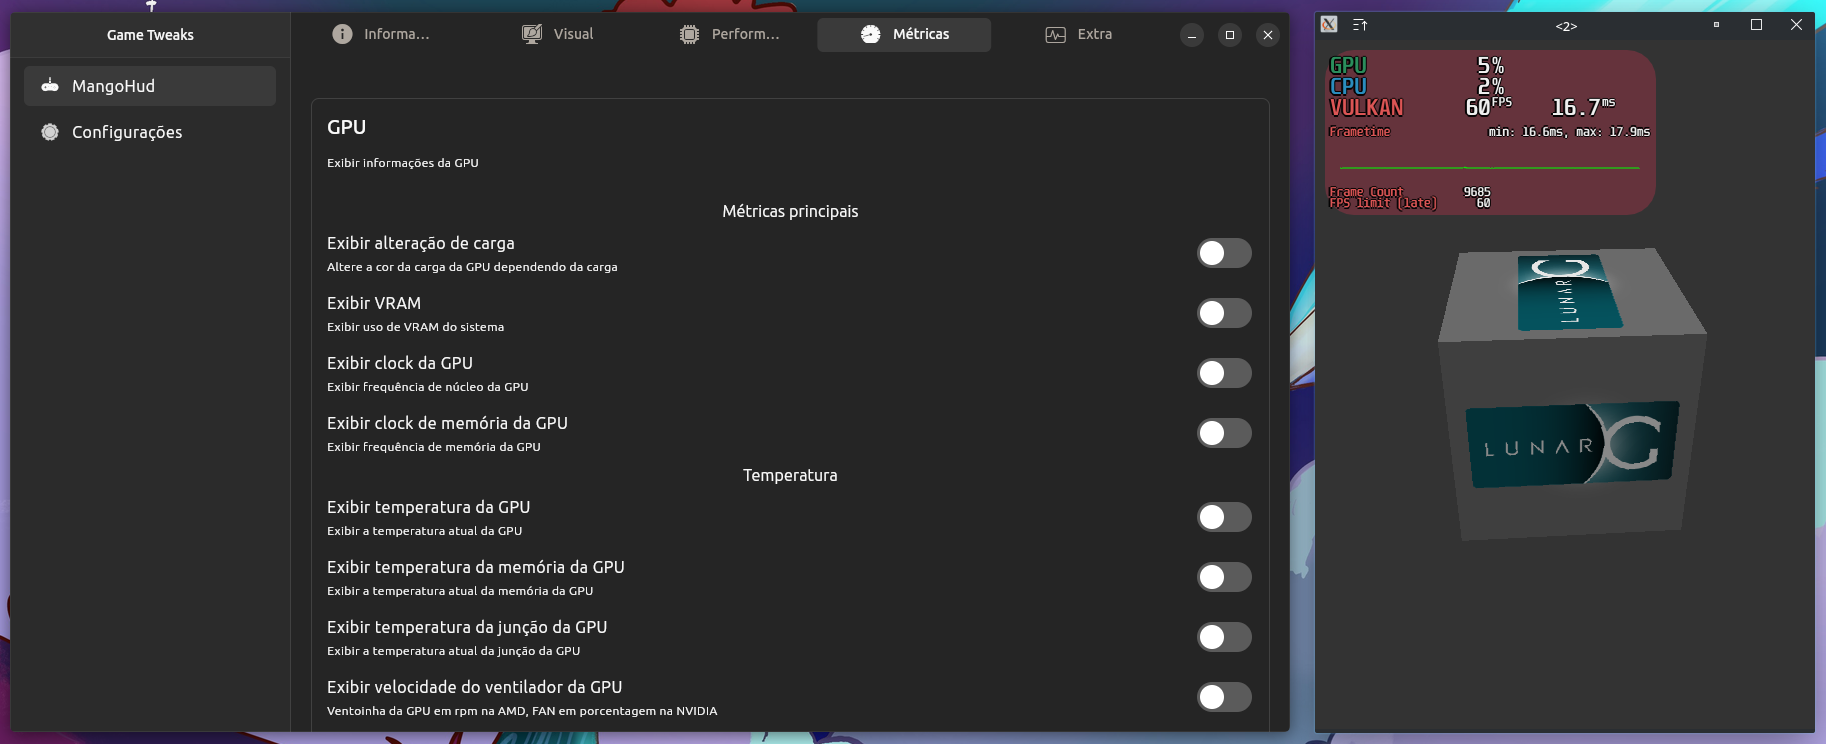 Game Tweaks
MangoHud
Configurações
Informa...
Visual
Perform...
Métricas
Extra
GPU
Exibir informações da GPU
Métricas principais
Exibir alteração de carga
Altere a cor da carga da GPU dependendo da carga
Exibir VRAM
Exibir uso de VRAM do sistema
Exibir clock da GPU
Exibir frequência de núcleo da GPU
Exibir clock de memória da GPU
Exibir frequência de memória da GPU
Temperatura
Exibir temperatura da GPU
Exibir a temperatura atual da GPU
Exibir temperatura da memória da GPU
Exibir a temperatura atual da memória da GPU
Exibir temperatura da junção da GPU
Exibir a temperatura atual da junção da GPU
Exibir velocidade do ventilador da GPU
Ventoinha da GPU em rpm na AMD, FAN em porcentagem na NVIDIA
<2>
GPU 5%
CPU 2%
VULKAN 60 FPS 16.7 ms
Frametime min: 16.6ms, max: 17.9ms
Frame Count 9685
FPS limit (late) 60
LUNAR G
LUNAR G